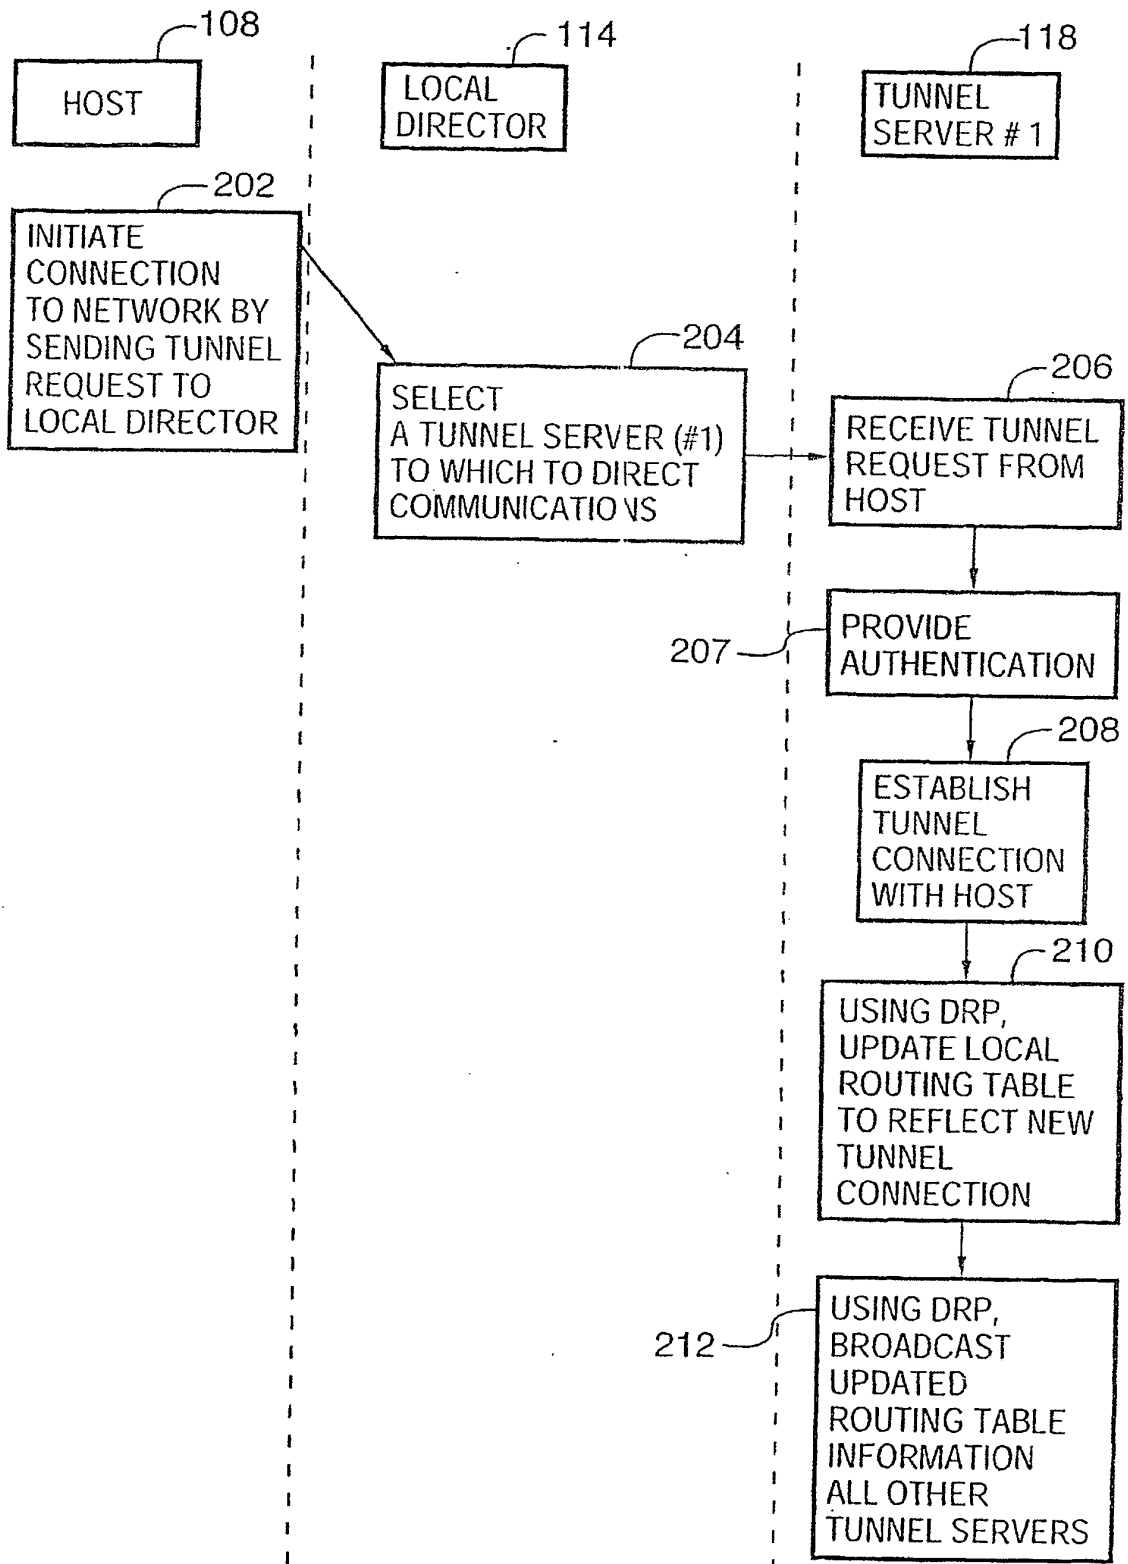 108
HOST
114
LOCAL
DIRECTOR
118
TUNNEL
SERVER # 1
202
INITIATE
CONNECTION
TO NETWORK BY
SENDING TUNNEL
REQUEST TO
LOCAL DIRECTOR
204
SELECT
A TUNNEL SERVER (#1)
TO WHICH TO DIRECT
COMMUNICATIONS
206
RECEIVE TUNNEL
REQUEST FROM
HOST
207
PROVIDE
AUTHENTICATION
208
ESTABLISH
TUNNEL
CONNECTION
WITH HOST
210
USING DRP,
UPDATE LOCAL
ROUTING TABLE
TO REFLECT NEW
TUNNEL
CONNECTION
212
USING DRP,
BROADCAST
UPDATED
ROUTING TABLE
INFORMATION
ALL OTHER
TUNNEL SERVERS